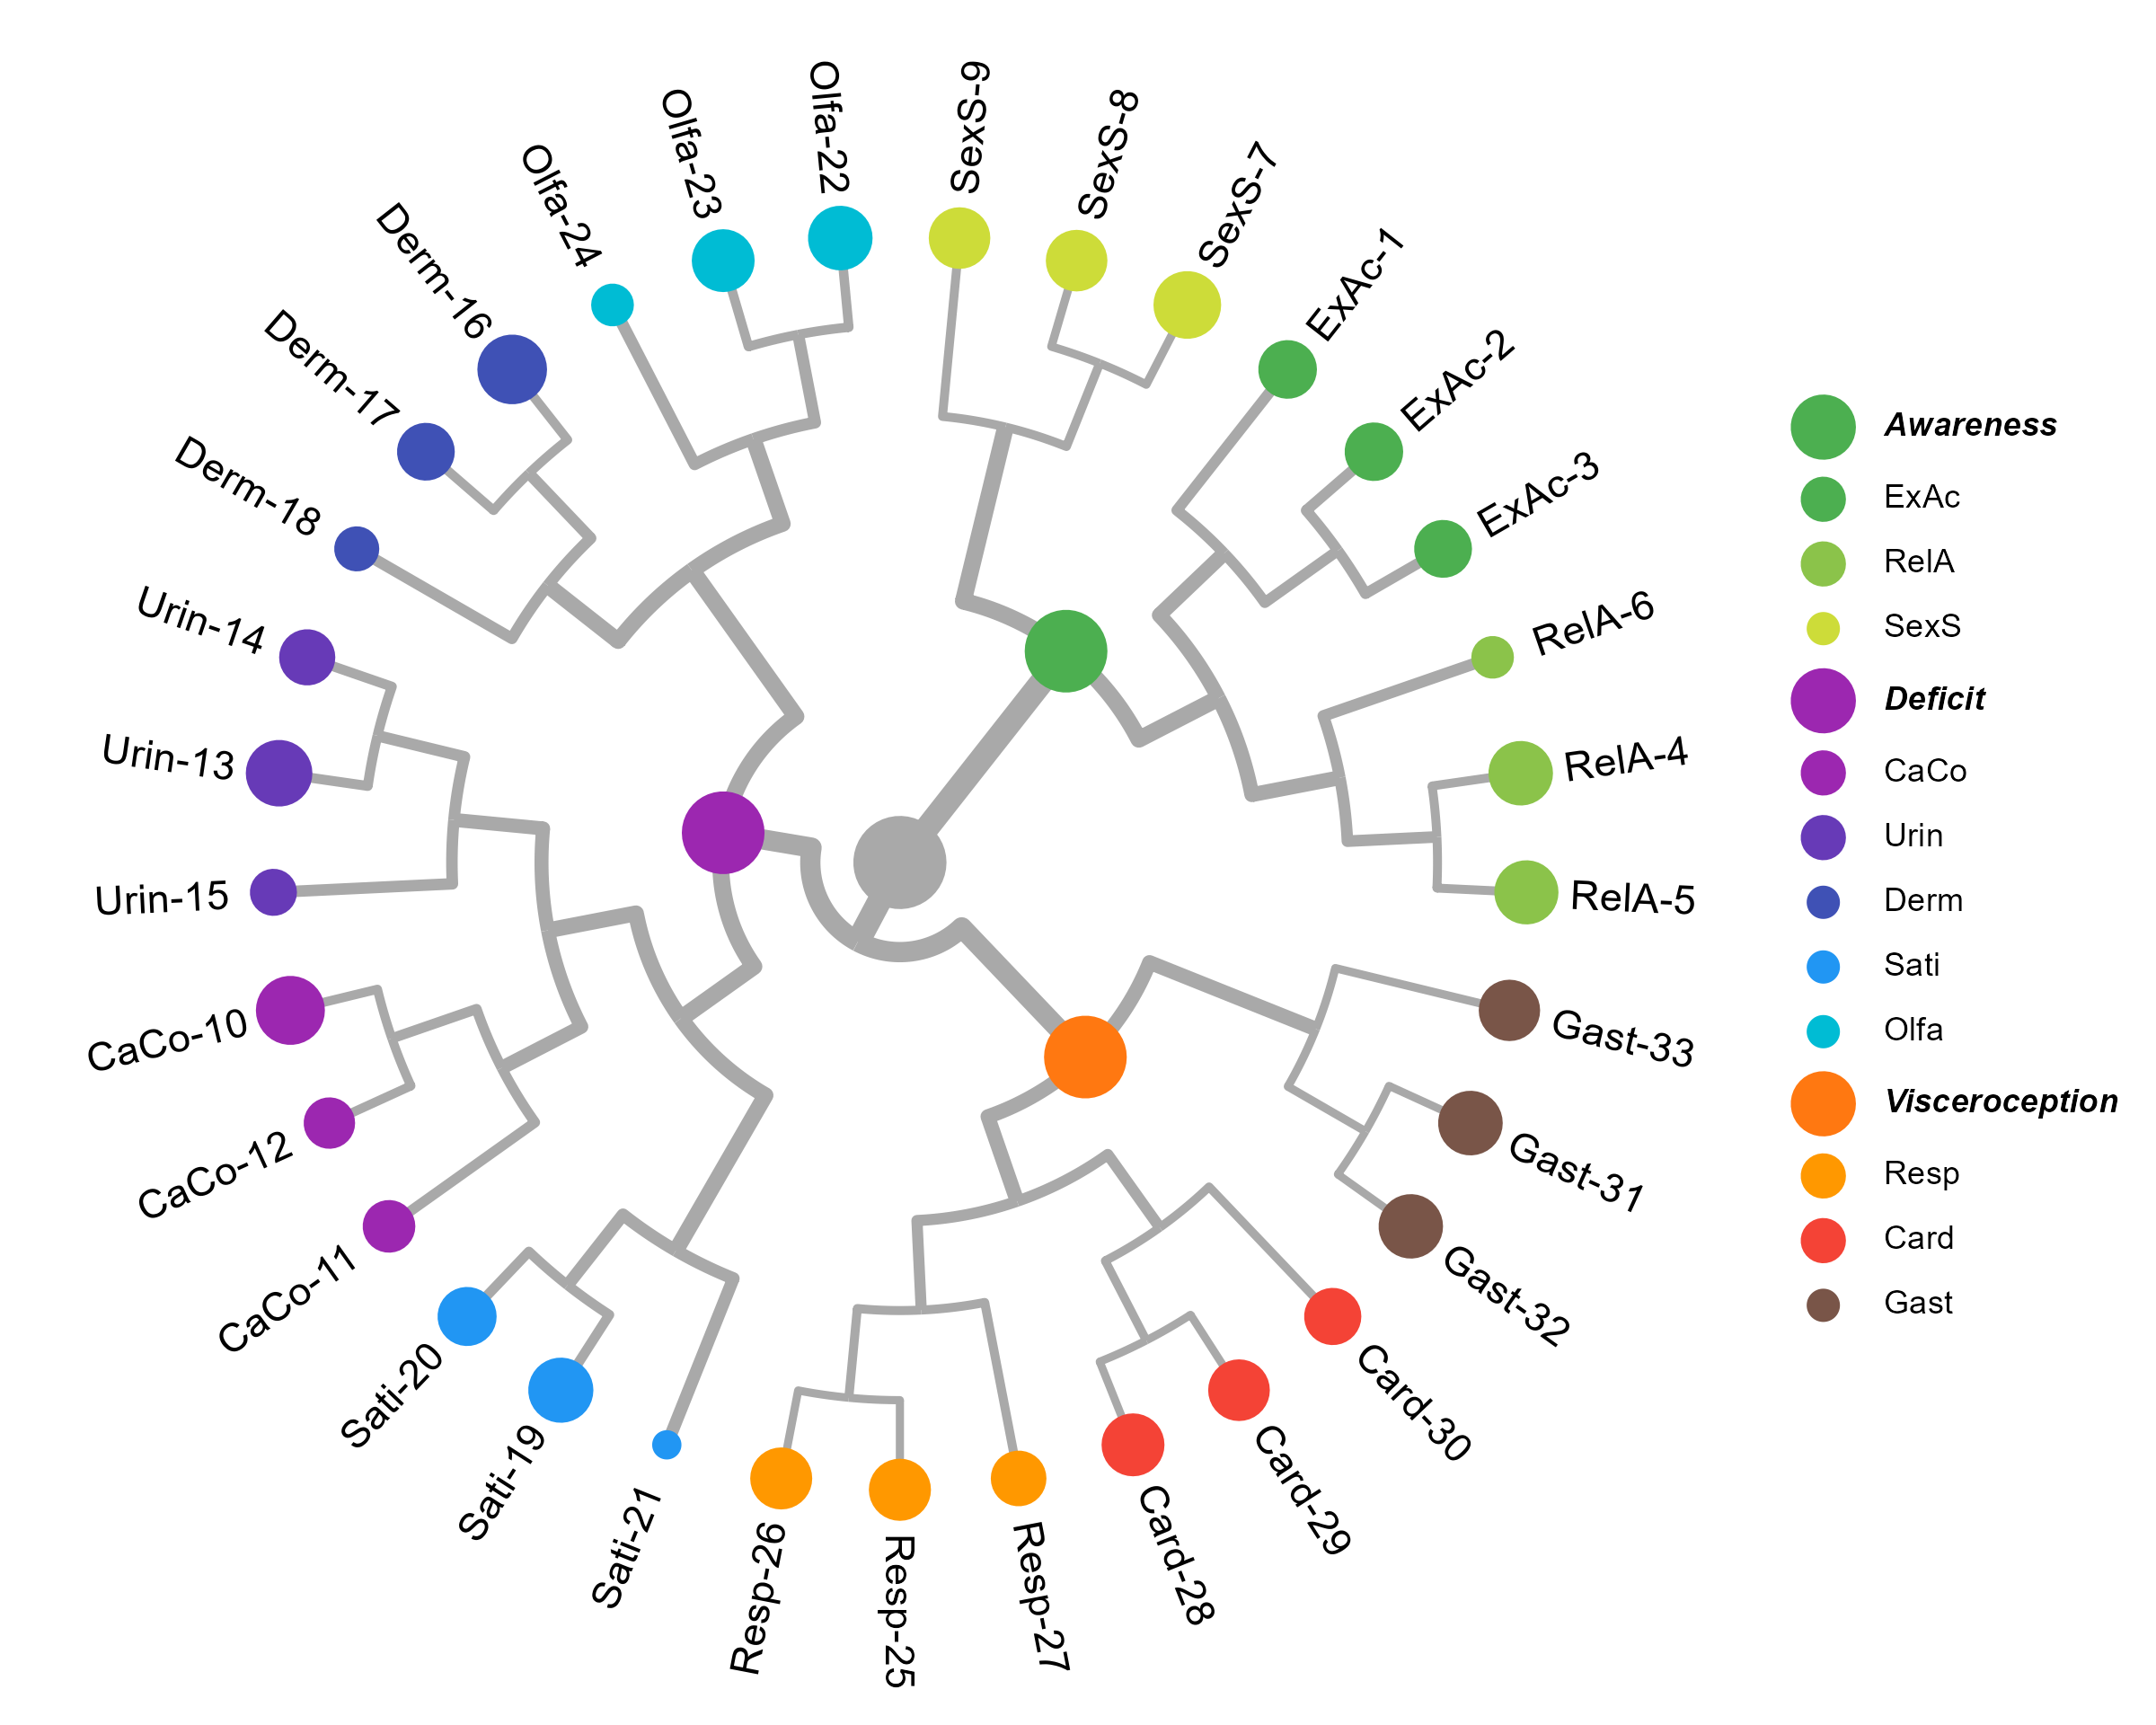 Olfa-22
Olfa-23
Olfa-24
Derm-16
Derm-17
Derm-18
Urin-14
Urin-13
Urin-15
CaCo-10
CaCo-12
CaCo-11
Sati-20
Sati-19
Sati-21
Resp-26
Resp-25
Resp-27
Card-28
Card-29
Card-30
Gast-32
Gast-31
Gast-33
RelA-5
RelA-4
RelA-6
ExAc-3
ExAc-2
ExAc-1
SexS-7
SexS-8
SexS-9
Awareness
ExAc
RelA
SexS
Deficit
CaCo
Urin
Derm
Sati
Olfa
Visceroception
Resp
Card
Gast